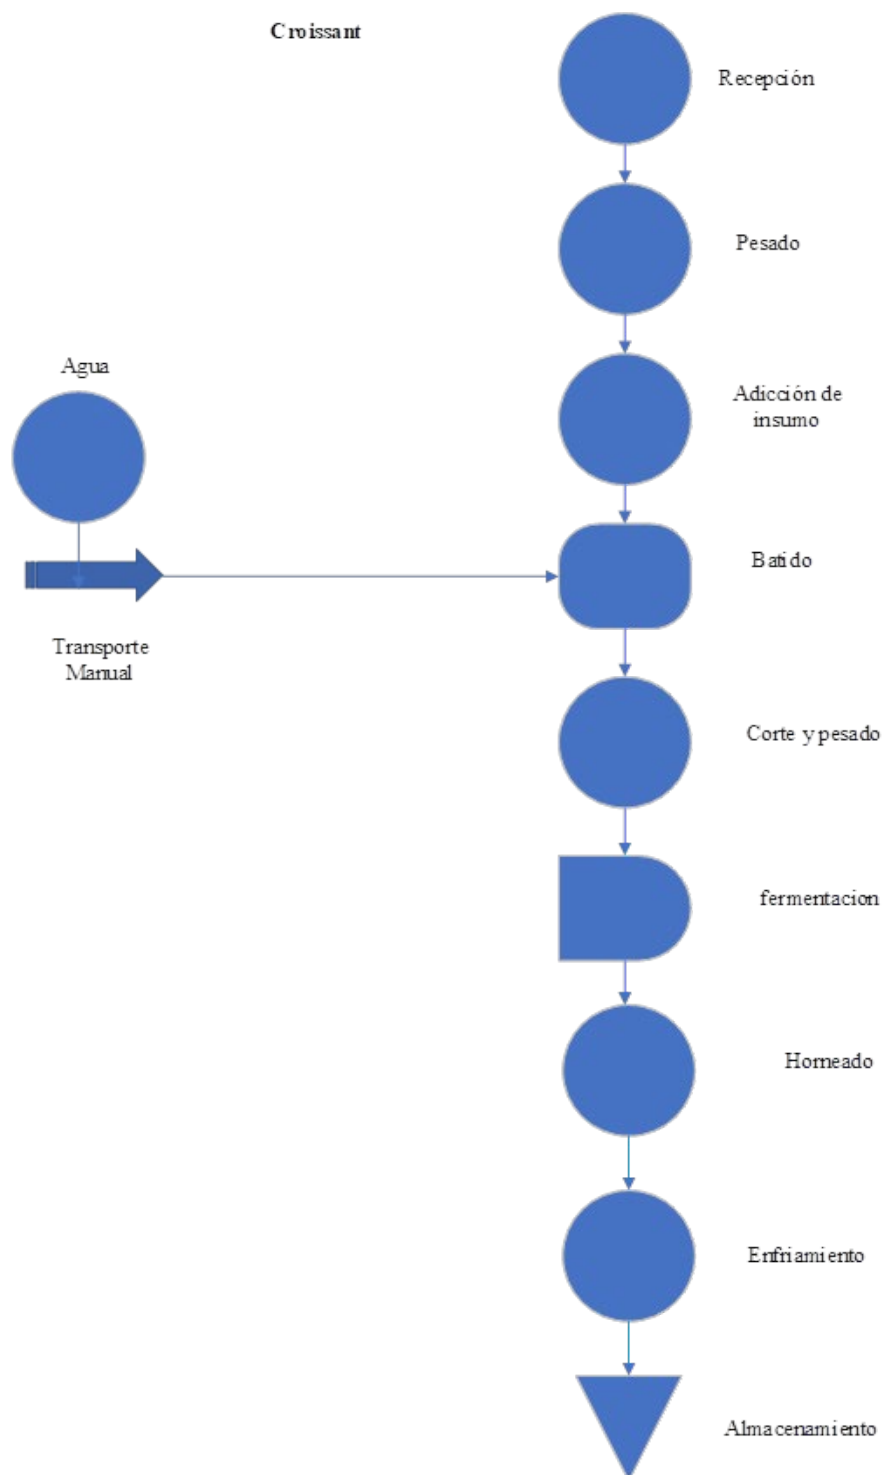 Croissant
Recepción
Pesado
Agua
Adicción de
insumo
Batido
Transporte
Manual
Corte y pesado
fermentacion
Horneado
Enfriamiento
Almacenamiento